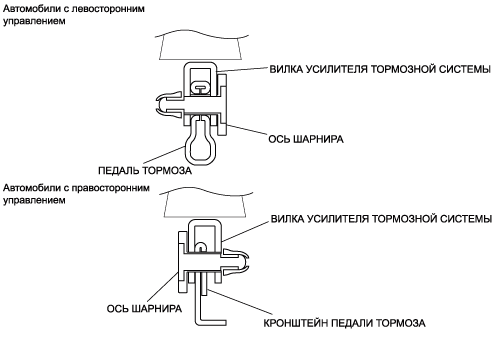 Автомобили с левосторонним
управлением
ВИЛКА УСИЛИТЕЛЯ ТОРМОЗНОЙ СИСТЕМЫ
ОСЬ ШАРНИРА
ПЕДАЛЬ ТОРМОЗА
Автомобили с правосторонним
управлением
ВИЛКА УСИЛИТЕЛЯ ТОРМОЗНОЙ СИСТЕМЫ
ОСЬ ШАРНИРА
КРОНШТЕЙН ПЕДАЛИ ТОРМОЗА